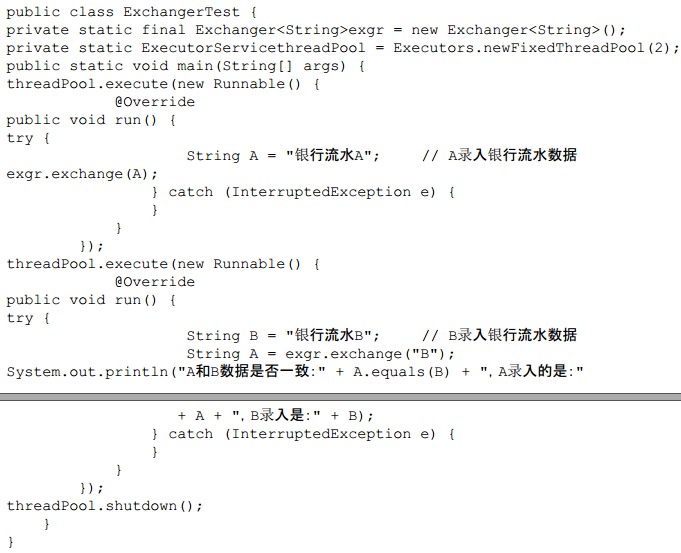 public class ExchangerTest {
private static final Exchanger<String>exgr = new Exchanger<String>();
private static ExecutorServicethreadPool = Executors.newFixedThreadPool(2);
public static void main(String[] args) {
threadPool.execute(new Runnable() {
@Override
public void run() {
try {
String A = "银行流水A"; // A录入银行流水数据
exgr.exchange(A);
} catch (InterruptedException e) {
}
}
});
threadPool.execute(new Runnable() {
@Override
public void run() {
try {
String B = "银行流水B"; // B录入银行流水数据
String A = exgr.exchange("B");
System.out.println("A和B数据是否一致:" + A.equals(B) + ",A录入的是:"
+ A + ",B录入是:" + B);
} catch (InterruptedException e) {
}
}
});
threadPool.shutdown();
}
}